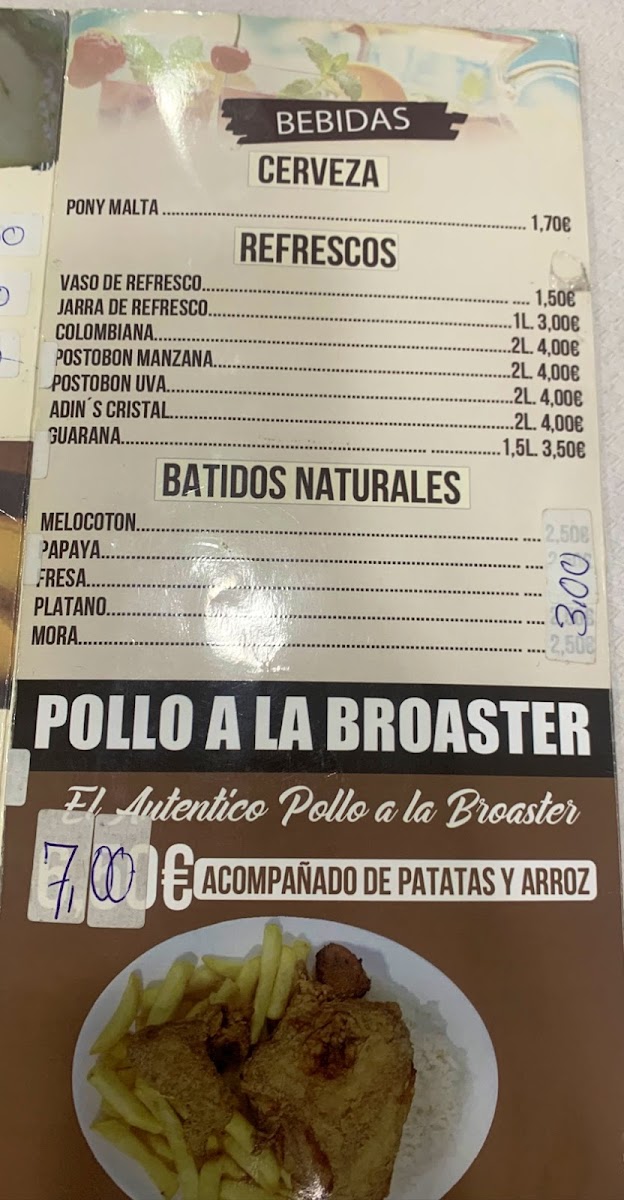 BEBIDAS
CERVEZA
PONY MALTA ........ 1,70€
REFRESCOS
VASO DE REFRESCO........ 1,50€
JARRA DE REFRESCO........1L. 3,00€
COLOMBIANA........2L. 4,00€
POSTOBON MANZANA........2L. 4,00€
POSTOBON UVA........2L. 4,00€
ADIN´S CRISTAL........2L. 4,00€
GUARANA........1,5L. 3,50€
BATIDOS NATURALES
MELOCOTON........ 2,50€
PAPAYA........
FRESA........
PLATANO........
MORA........ 2,50€
3.00
POLLO A LA BROASTER
El Autentico Pollo a la Broaster
7,00€ ACOMPAÑADO DE PATATAS Y ARROZ